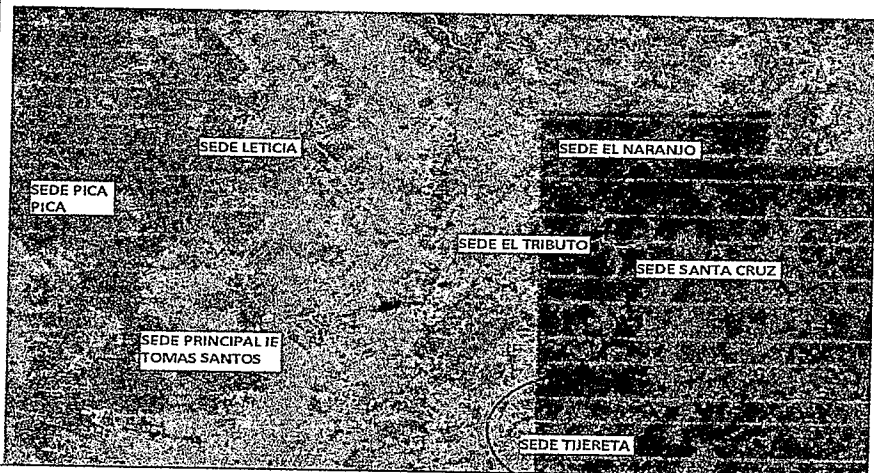 SEDE LETICIA
SEDE EL NARANJO
SEDE PICA
PICA
SEDE EL TRIBUTO
SEDE SANTA CRUZ
SEDE PRINCIPAL IE
TOMAS SANTOS
SEDE TIJERETA